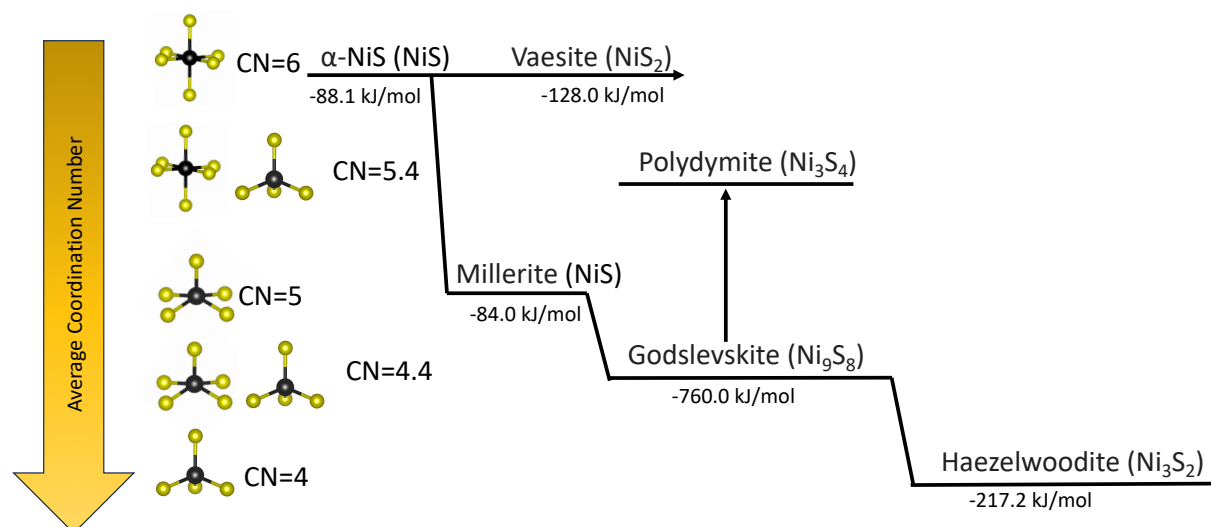 Average Coordination Number
CN=6
α-NiS (NiS)
-88.1 kJ/mol
Vaesite (NiS₂)
-128.0 kJ/mol
CN=5.4
Polydymite (Ni₃S₄)
CN=5
Millerite (NiS)
-84.0 kJ/mol
CN=4.4
Godslevskite (Ni₉S₈)
-760.0 kJ/mol
CN=4
Haezelwoodite (Ni₃S₂)
-217.2 kJ/mol